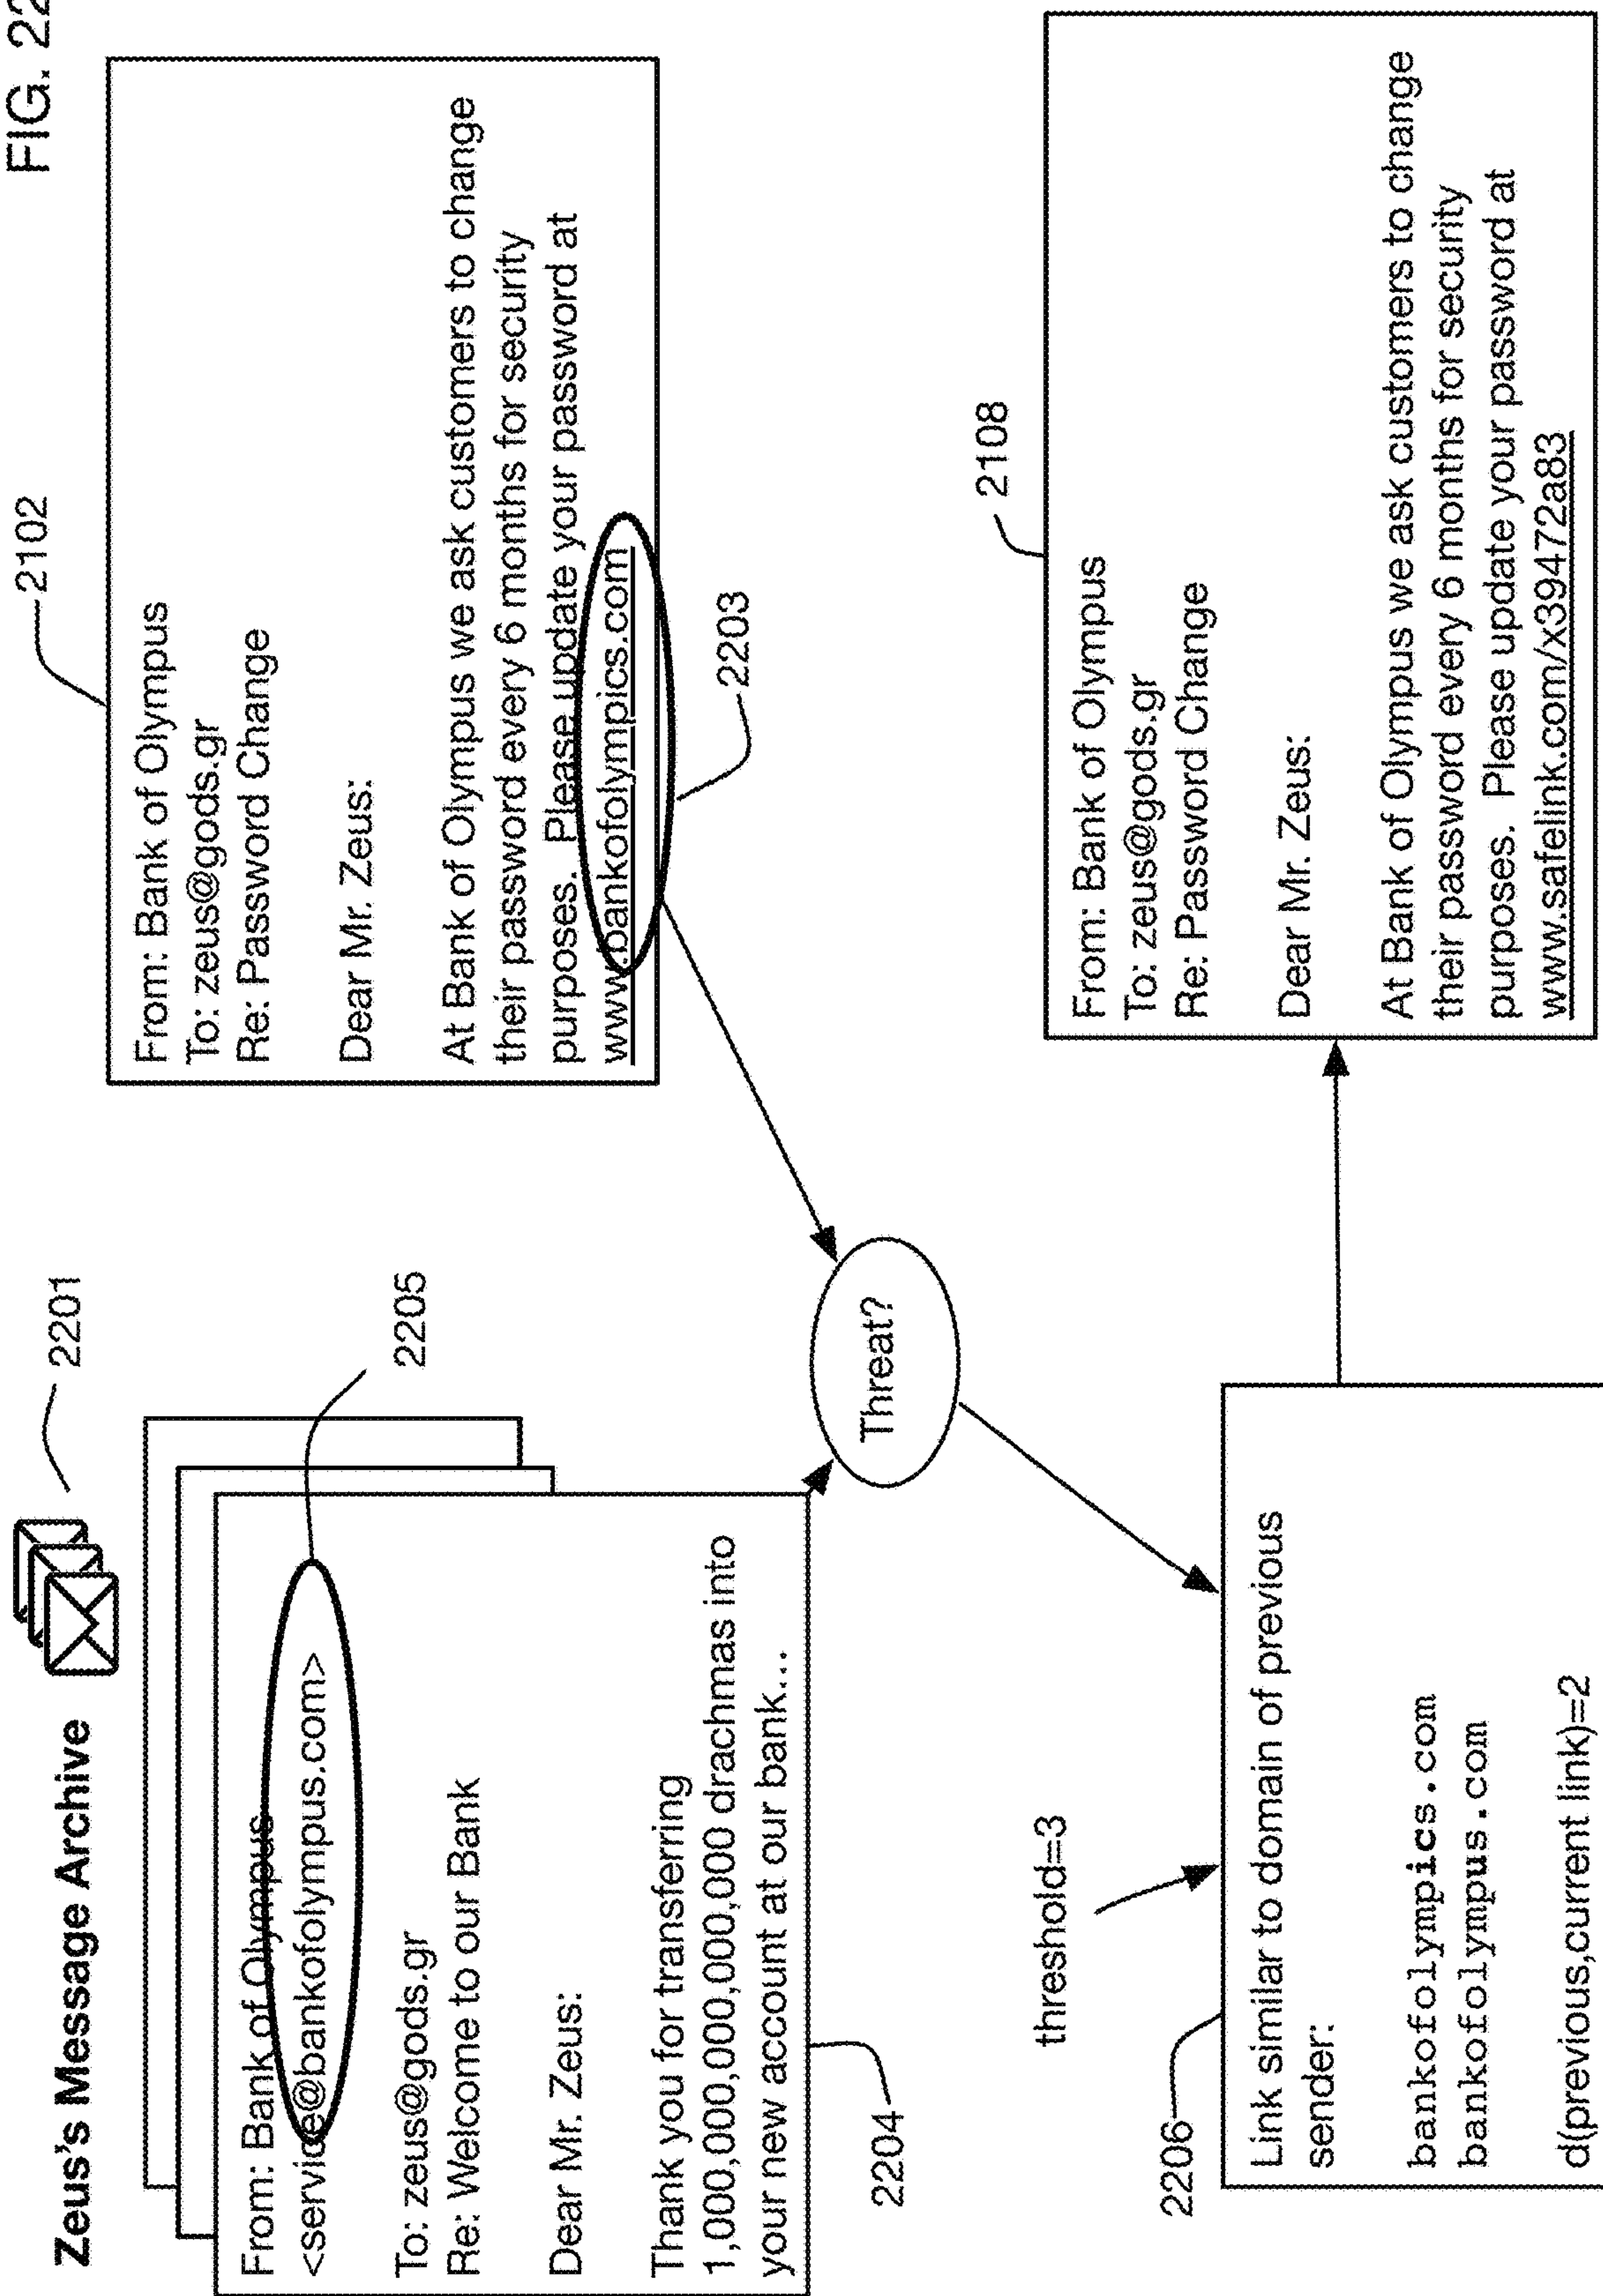 FIG. 22
Zeus's Message Archive
2201
From: Bank of Olympus
<service@bankofolympus.com>
To: zeus@gods.gr
Re: Welcome to our Bank
Dear Mr. Zeus:
Thank you for transferring
1,000,000,000,000,000 drachmas into
your new account at our bank...
2205
2204
2102
From: Bank of Olympus
To: zeus@gods.gr
Re: Password Change
Dear Mr. Zeus:
At Bank of Olympus we ask customers to change
their password every 6 months for security
purposes. Please update your password at
www.bankofolympics.com
2203
Threat?
threshold=3
2206
Link similar to domain of previous
sender:
bankofolympics.com
bankofolympus.com
d(previous,current link)=2
2108
From: Bank of Olympus
To: zeus@gods.gr
Re: Password Change
Dear Mr. Zeus:
At Bank of Olympus we ask customers to change
their password every 6 months for security
purposes. Please update your password at
www.safelink.com/x39472a83